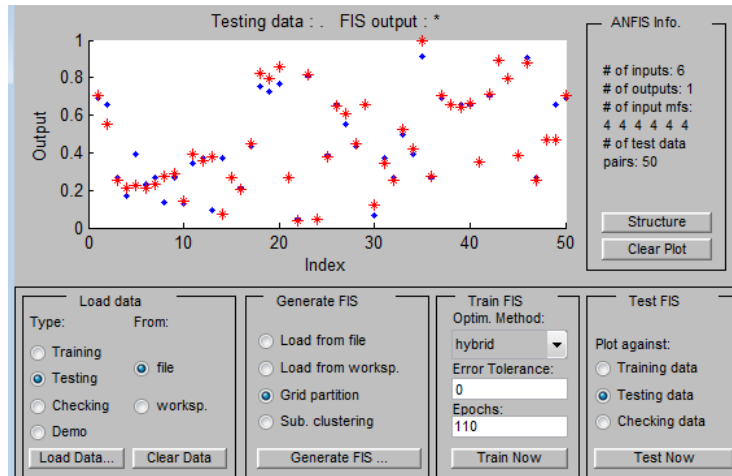 Testing data : . FIS output : *
1
0.8
0.6
0.4
0.2
0
Output
0 10 20 30 40 50
Index
ANFIS Info.
# of inputs: 6
# of outputs: 1
# of input mfs:
4 4 4 4 4 4
# of test data
pairs: 50
Structure
Clear Plot
Load data
Type: From:
Training
Testing
Checking
Demo
file
worksp.
Load Data... Clear Data
Generate FIS
Load from file
Load from worksp.
Grid partition
Sub. clustering
Generate FIS ...
Train FIS
Optim. Method:
hybrid
Error Tolerance:
0
Epochs:
110
Train Now
Test FIS
Plot against:
Training data
Testing data
Checking data
Test Now